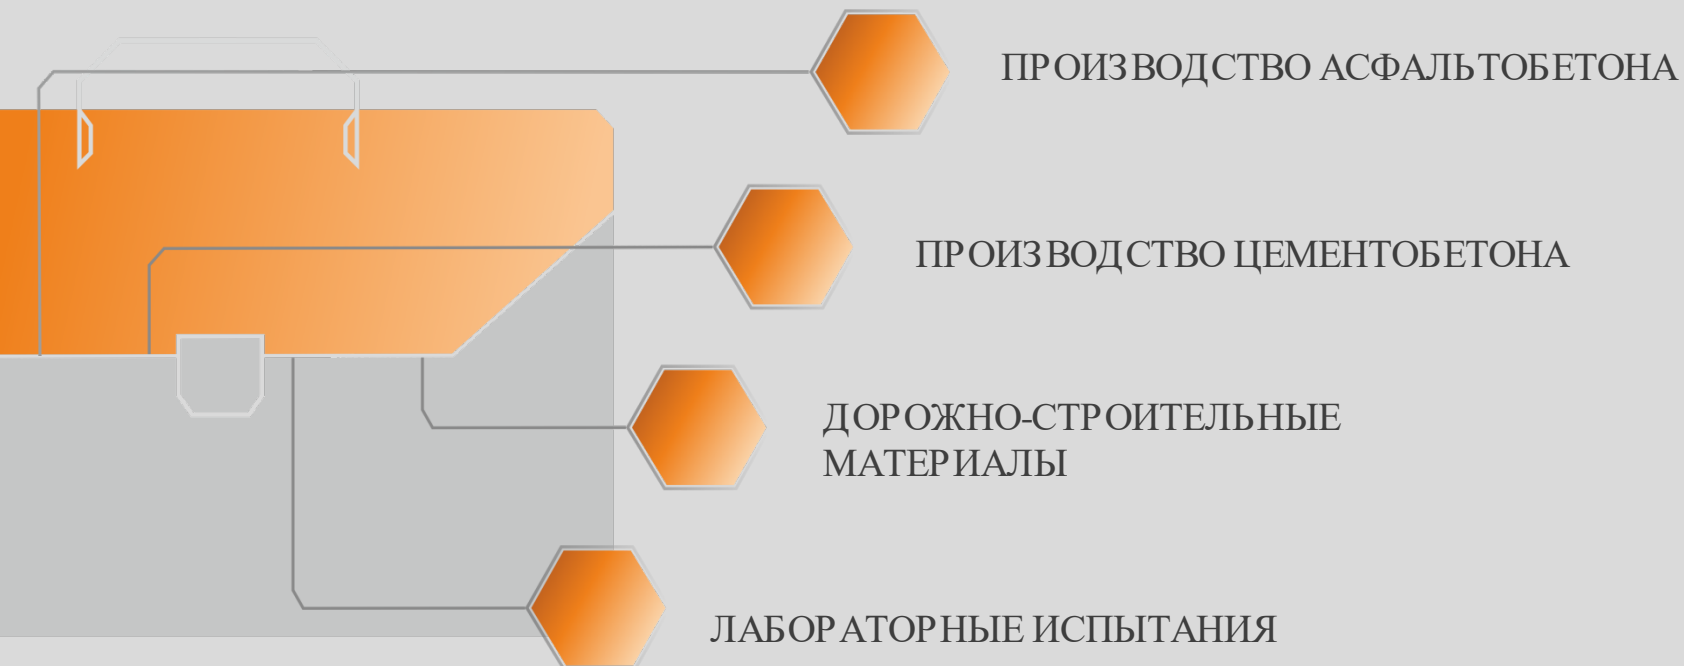 ПРОИЗВОДСТВО АСФАЛЬТОБЕТОНА
ПРОИЗВОДСТВО ЦЕМЕНТОБЕТОНА
ДОРОЖНО-СТРОИТЕЛЬНЫЕ
МАТЕРИАЛЫ
ЛАБОРАТОРНЫЕ ИСПЫТАНИЯ